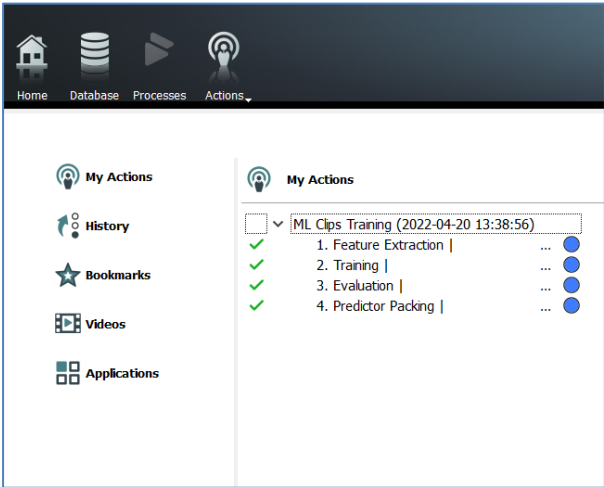 Home Database Processes Actions
My Actions
History
Bookmarks
Videos
Applications
My Actions
ML Clips Training (2022-04-20 13:38:56)
1. Feature Extraction | ...
2. Training | ...
3. Evaluation | ...
4. Predictor Packing | ...